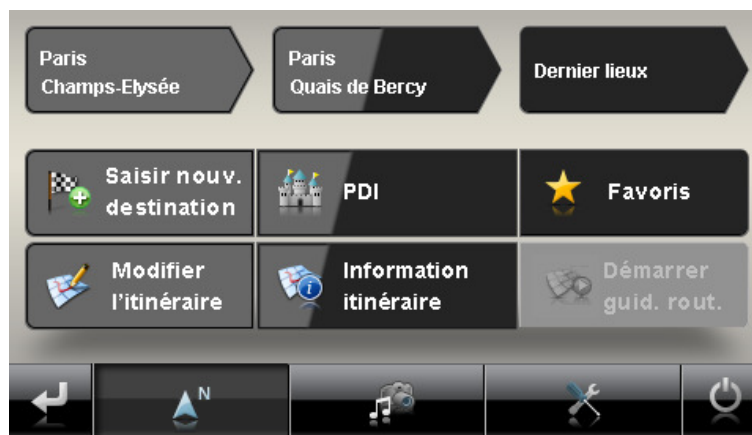 Paris
Champs-Elysée
Paris
Quais de Bercy
Dernier lieux
Saisir nouv.
destination
PDI
Favoris
Modifier
l'itinéraire
Information
itinéraire
Démarrer
guid. rout.
N